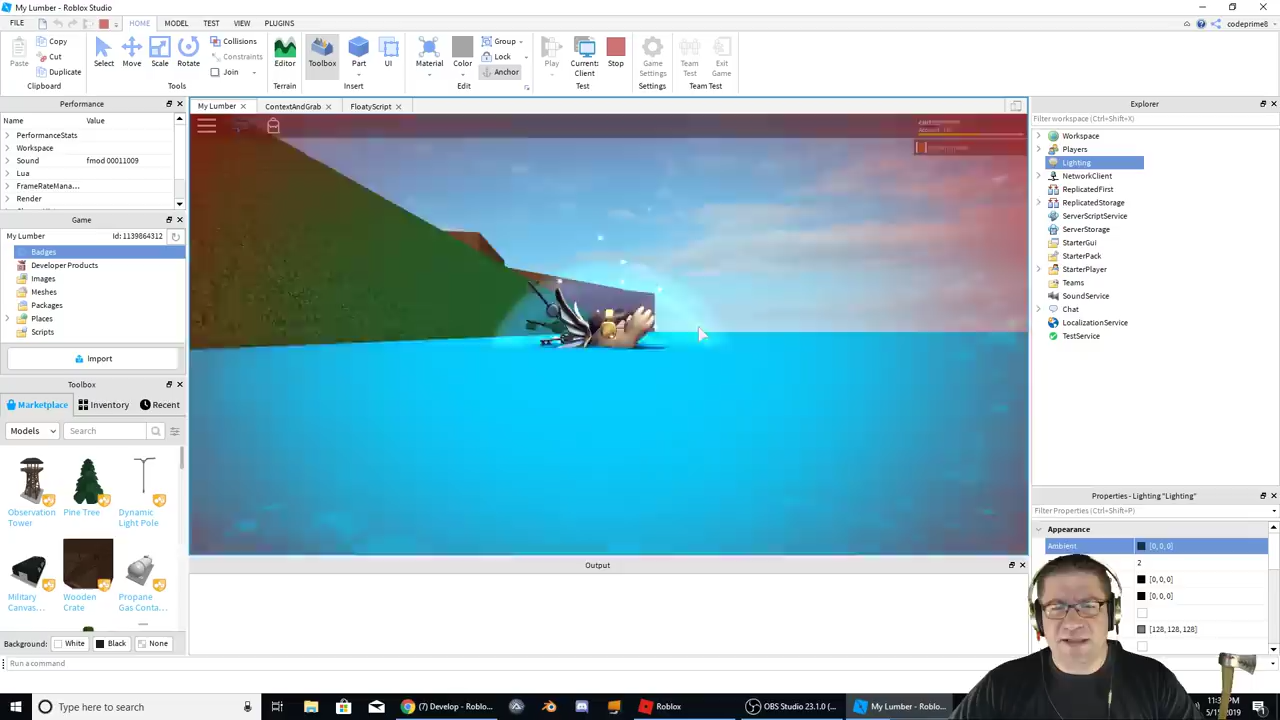 My Lumber - Roblox Studio
FILE HOME MODEL TEST VIEW PLUGINS
codeprime8
Paste Copy Cut Duplicate
Clipboard
Select Move Scale Rotate
Collisions
Constraints
Join
Tools
Editor
Terrain
Toolbox Part UI
Insert
Material Color
Group
Lock
Anchor
Edit
Play Current: Client Stop
Test
Game Settings
Settings
Team Test Exit Game
Team Test
Performance
Name Value
PerformanceStats
Workspace
Sound fmod 00011009
Lua
FrameRateMana...
Render
Game
My Lumber Id: 1139864312
Badges
Developer Products
Images
Meshes
Packages
Places
Scripts
Import
Toolbox
Marketplace Inventory Recent
Models Search
Observation Tower
Pine Tree
Dynamic Light Pole
Military Canvas...
Wooden Crate
Propane Gas Conta...
Background: White Black None
Run a command
My Lumber ContextAndGrab FloatyScript
Output
Explorer
Filter workspace (Ctrl+Shift+X)
Workspace
Players
Lighting
NetworkClient
ReplicatedFirst
ReplicatedStorage
ServerScriptService
ServerStorage
StarterGui
StarterPack
StarterPlayer
Teams
SoundService
Chat
LocalizationService
TestService
Properties - Lighting "Lighting"
Filter Properties (Ctrl+Shift+P)
Appearance
Ambient [0, 0, 0]
2
[0, 0, 0]
[0, 0, 0]
[128, 128, 128]
Type here to search
(7) Develop - Roblo...
Roblox
OBS Studio 23.1.0 (...
My Lumber - Roblo...